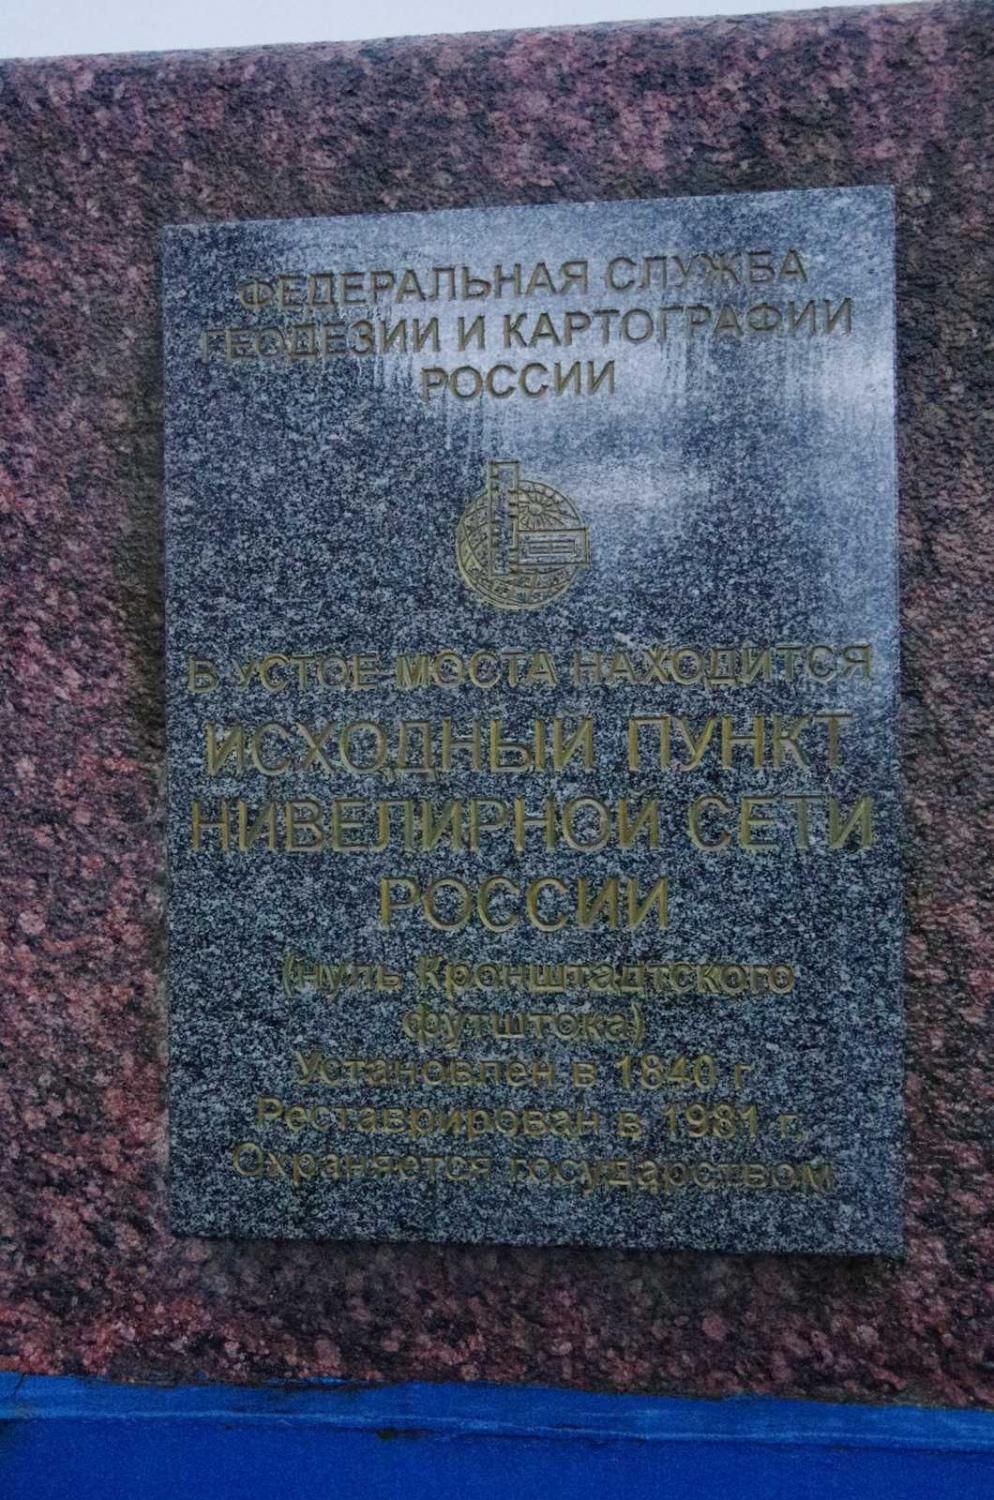 ФЕДЕРАЛЬНАЯ СЛУЖБА
ГЕОДЕЗИИ И КАРТОГРАФИИ
РОССИИ
В УСТОЕ МОСТА НАХОДИТСЯ
ИСХОДНЫЙ ПУНКТ
НИВЕЛИРНОЙ СЕТИ
РОССИИ
(нуль Кронштадтского
футштока)
Установлен в 1840 г.
Реставрирован в 1981 г.
Охраняется государством